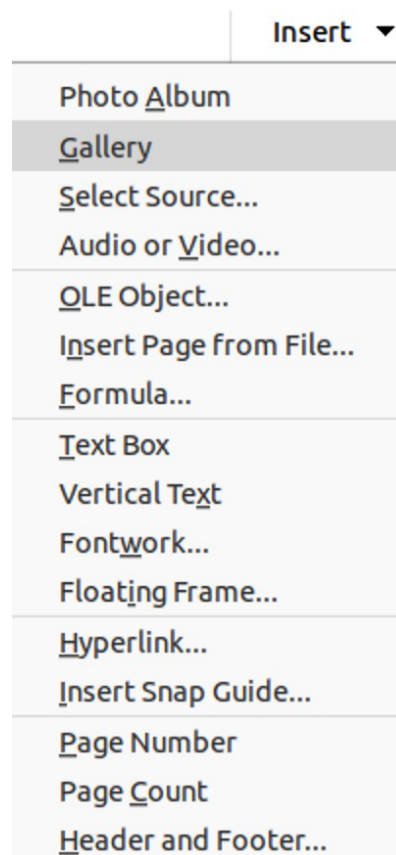 Insert
Photo Album
Gallery
Select Source...
Audio or Video...
OLE Object...
Insert Page from File...
Formula...
Text Box
Vertical Text
Fontwork...
Floating Frame...
Hyperlink...
Insert Snap Guide...
Page Number
Page Count
Header and Footer...